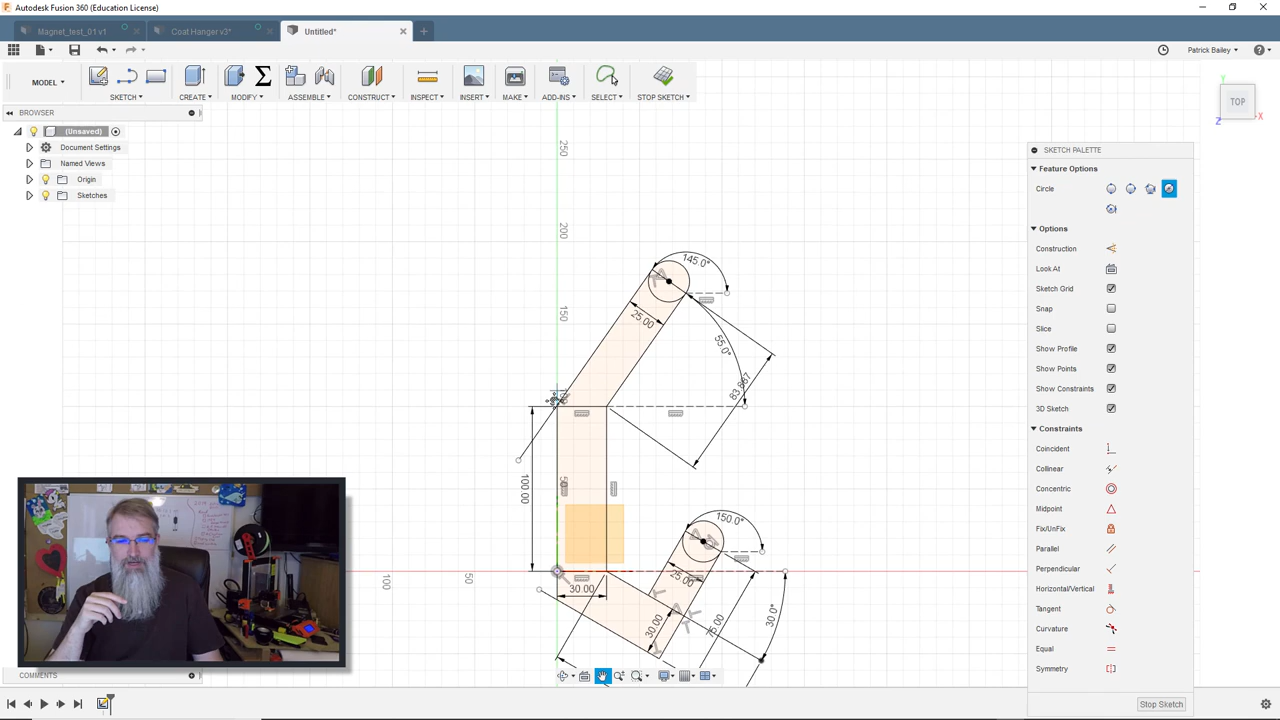 Autodesk Fusion 360 (Education License)
Magnet_test_01 v1
Coat Hanger v3*
Untitled*
Patrick Bailey
MODEL
SKETCH
CREATE
MODIFY
ASSEMBLE
CONSTRUCT
INSPECT
INSERT
MAKE
ADD-INS
SELECT
STOP SKETCH
BROWSER
(Unsaved)
Document Settings
Named Views
Origin
Sketches
TOP
Y
X
Z
SKETCH PALETTE
Feature Options
Circle
Options
Construction
Look At
Sketch Grid
Snap
Slice
Show Profile
Show Points
Show Constraints
3D Sketch
Constraints
Coincident
Collinear
Concentric
Midpoint
Fix/UnFix
Parallel
Perpendicular
Horizontal/Vertical
Tangent
Curvature
Equal
Symmetry
Stop Sketch
250
200
150
145.0°
25.00
55.0°
83.867
100.00
50
150.0°
100
50
30.00
25.00
30.00
75.00
30.0°
COMMENTS